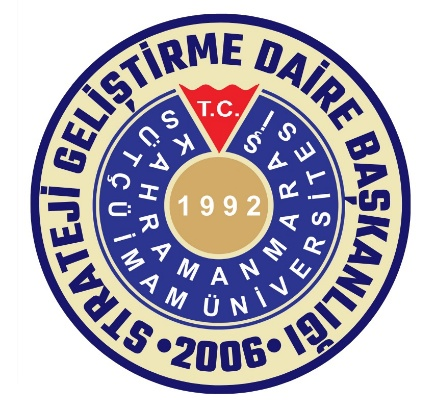 STRATEJİ GELİŞTİRME DAİRE BAŞKANLIĞI
•2006•
T.C.
KAHRAMANMARAŞ
SÜTÇÜ İMAM ÜNİVERSİTESİ
1992